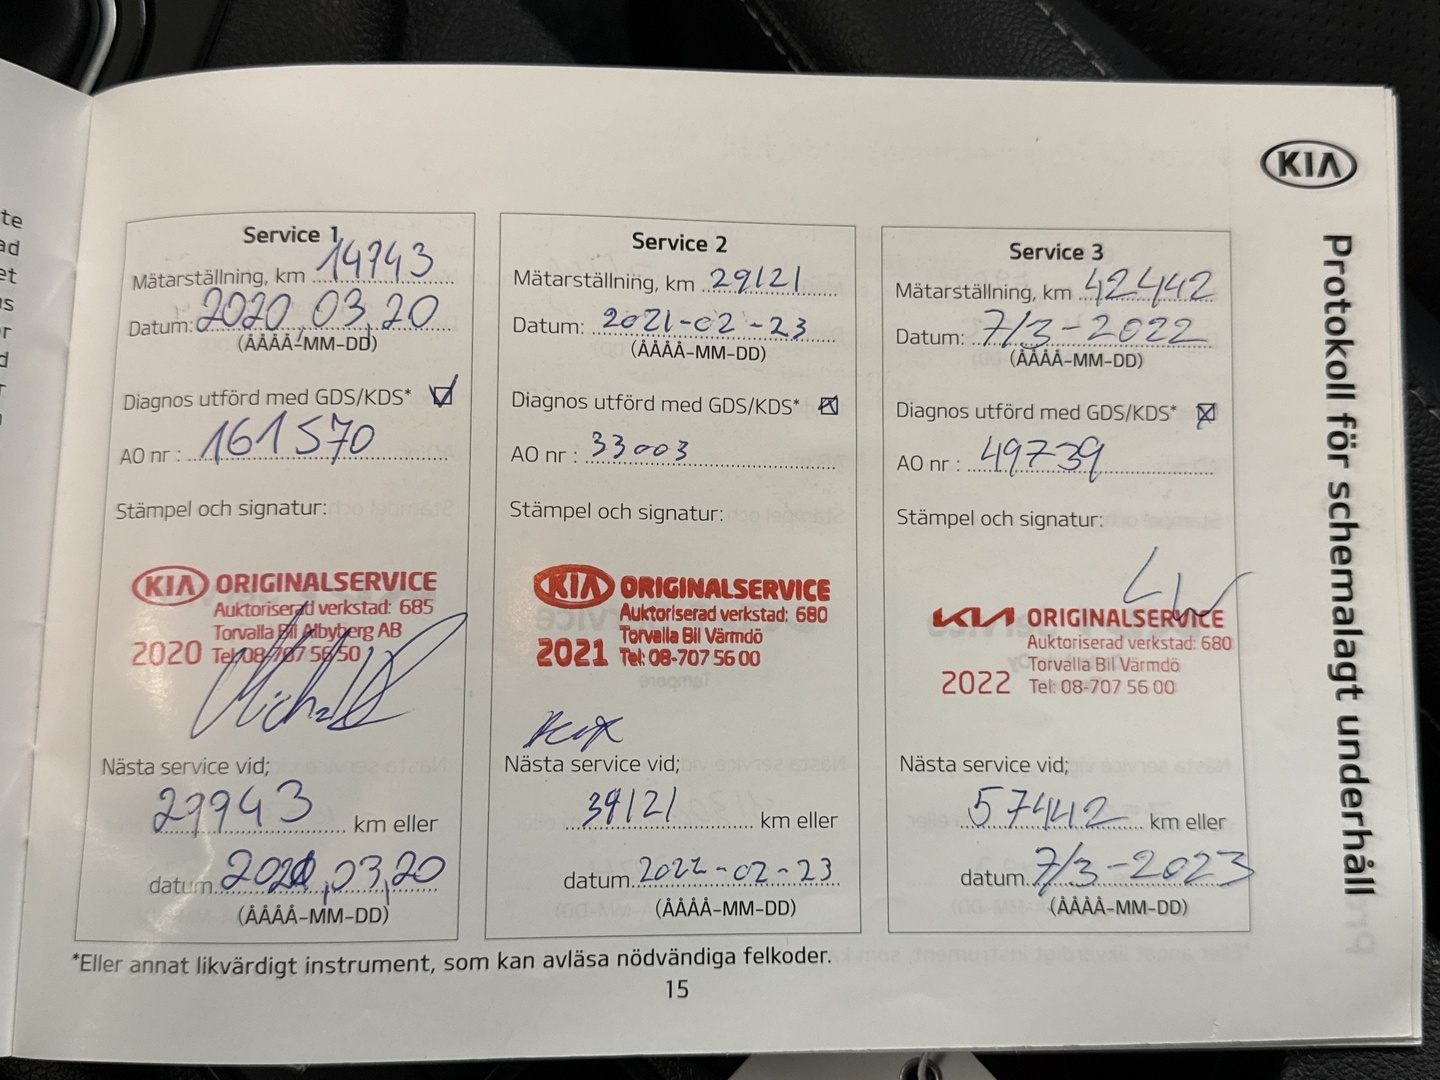 KIA
Protokoll för schemalagt underhåll
Service 1
Mätarställning, km 14943
Datum: 2020,03,20
(ÅÅÅÅ-MM-DD)
Diagnos utförd med GDS/KDS*
AO nr : 161570
Stämpel och signatur:
KIA ORIGINALSERVICE
Auktoriserad verkstad: 685
Torvalla Bil Albyberg AB
2020 Tel: 08-707 56 50
Nästa service vid;
29943 km eller
datum 2021,03,20
(ÅÅÅÅ-MM-DD)
Service 2
Mätarställning, km 29121
Datum: 2021-02-23
(ÅÅÅÅ-MM-DD)
Diagnos utförd med GDS/KDS*
AO nr : 33003
Stämpel och signatur:
KIA ORIGINALSERVICE
Auktoriserad verkstad: 680
Torvalla Bil Värmdö
2021 Tel: 08-707 56 00
Nästa service vid;
39121 km eller
datum 2022-02-23
(ÅÅÅÅ-MM-DD)
Service 3
Mätarställning, km 42442
Datum: 7/3-2022
(ÅÅÅÅ-MM-DD)
Diagnos utförd med GDS/KDS*
AO nr : 49739
Stämpel och signatur:
KIA ORIGINALSERVICE
Auktoriserad verkstad: 680
Torvalla Bil Värmdö
2022 Tel: 08-707 56 00
Nästa service vid;
57442 km eller
datum 7/3-2023
(ÅÅÅÅ-MM-DD)
*Eller annat likvärdigt instrument, som kan avläsa nödvändiga felkoder.
15